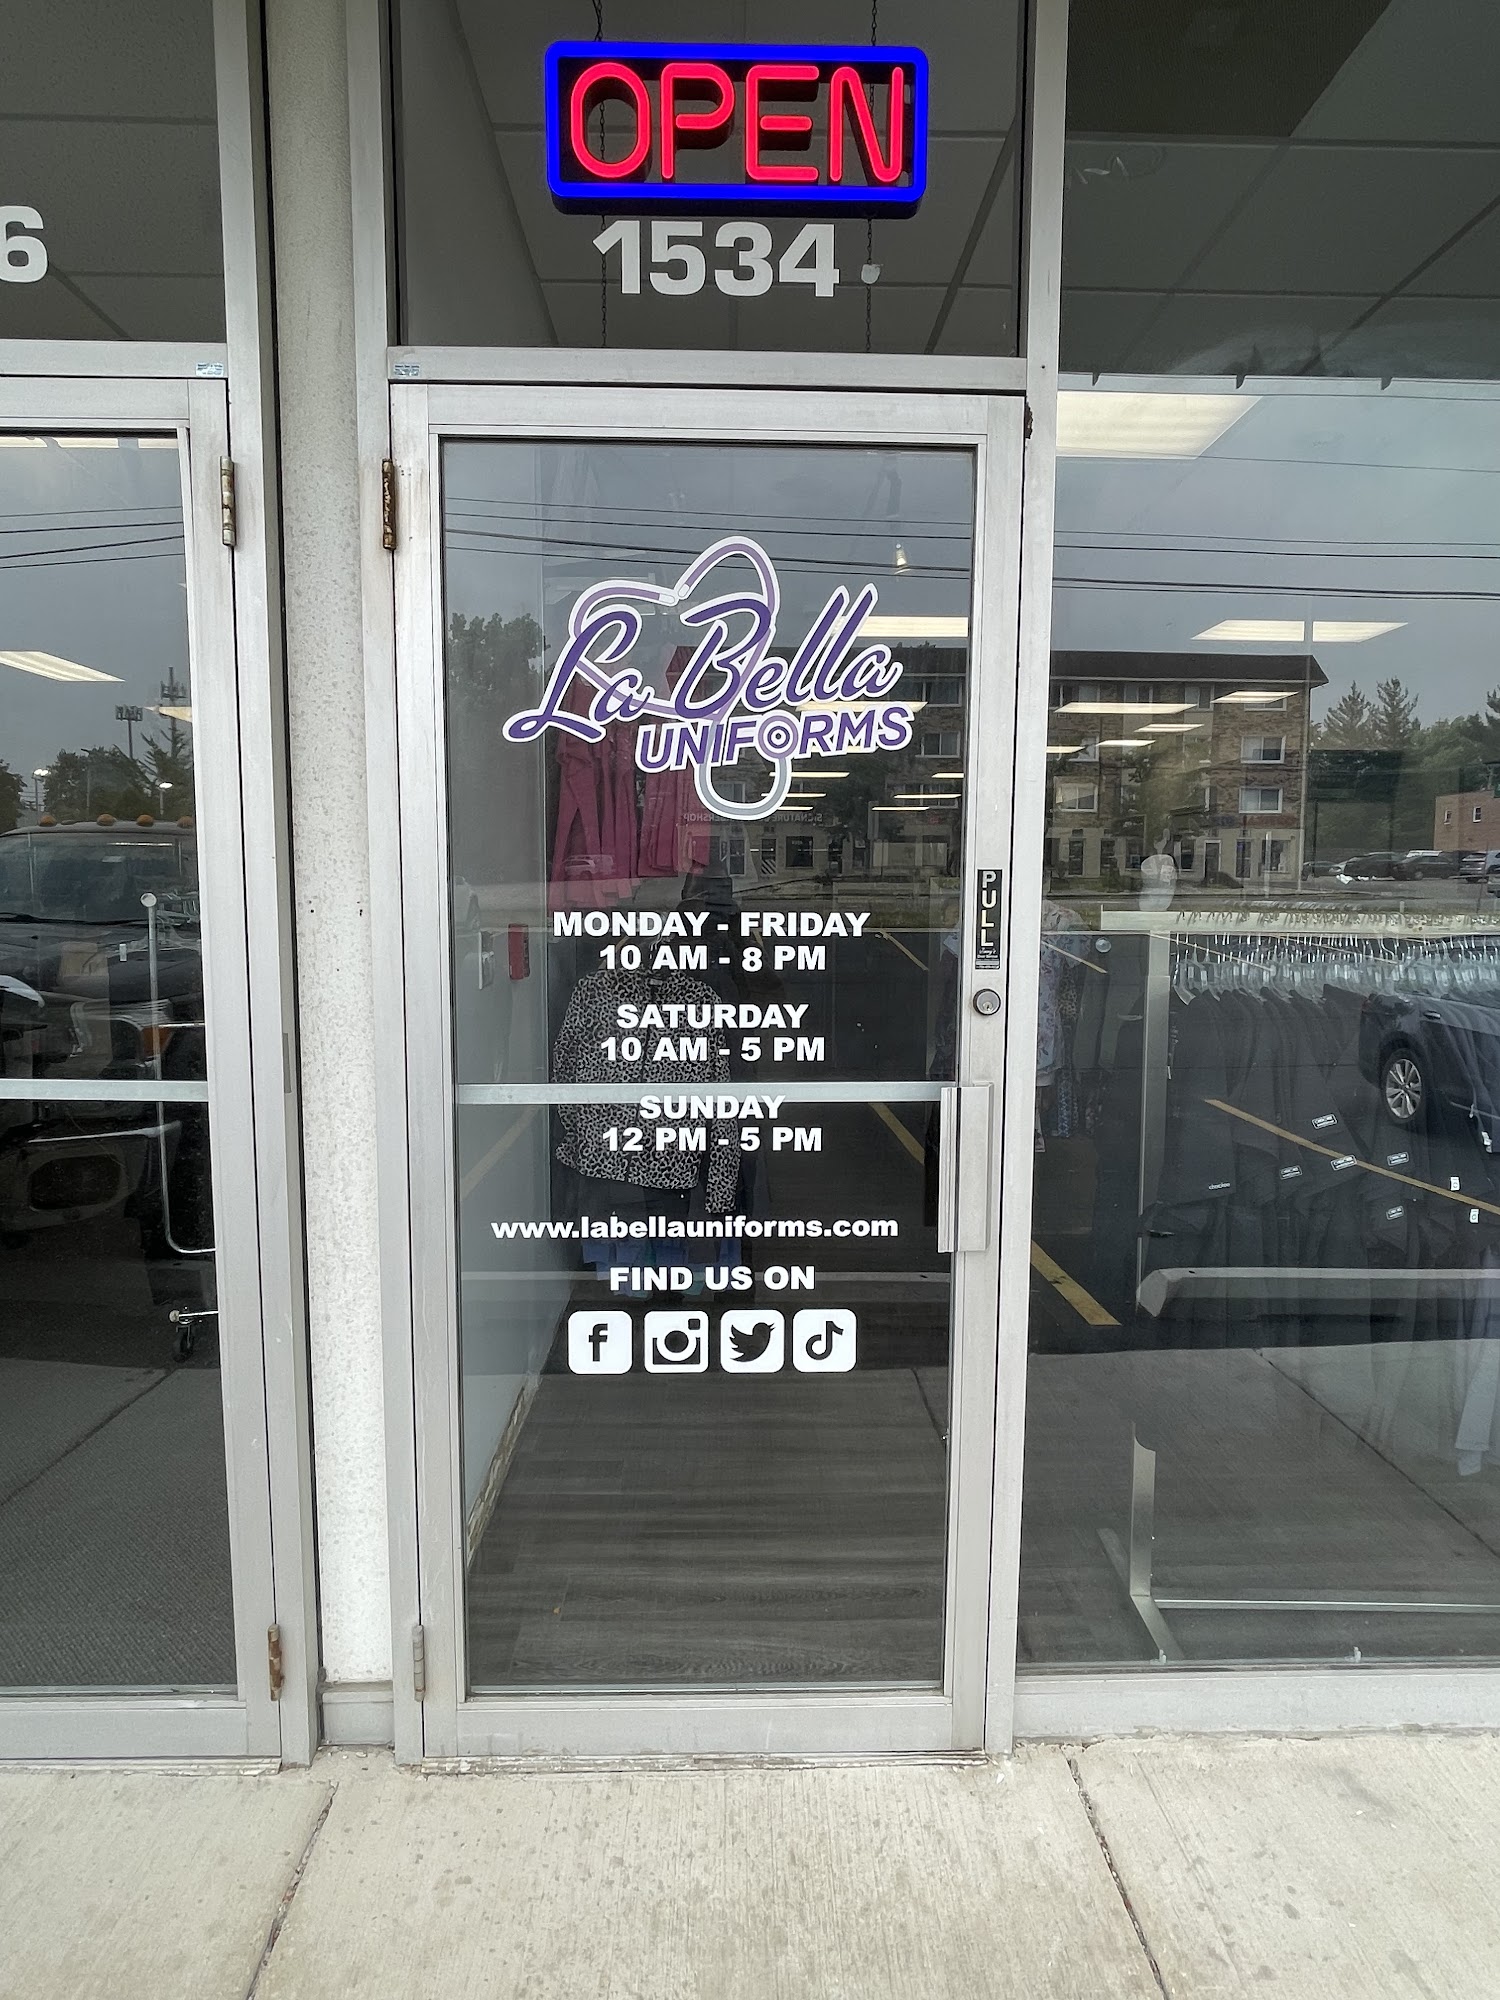 OPEN
6
1534
La Bella
UNIFORMS
PULL
MONDAY - FRIDAY
10 AM - 8 PM
SATURDAY
10 AM - 5 PM
SUNDAY
12 PM - 5 PM
www.labellauniforms.com
FIND US ON